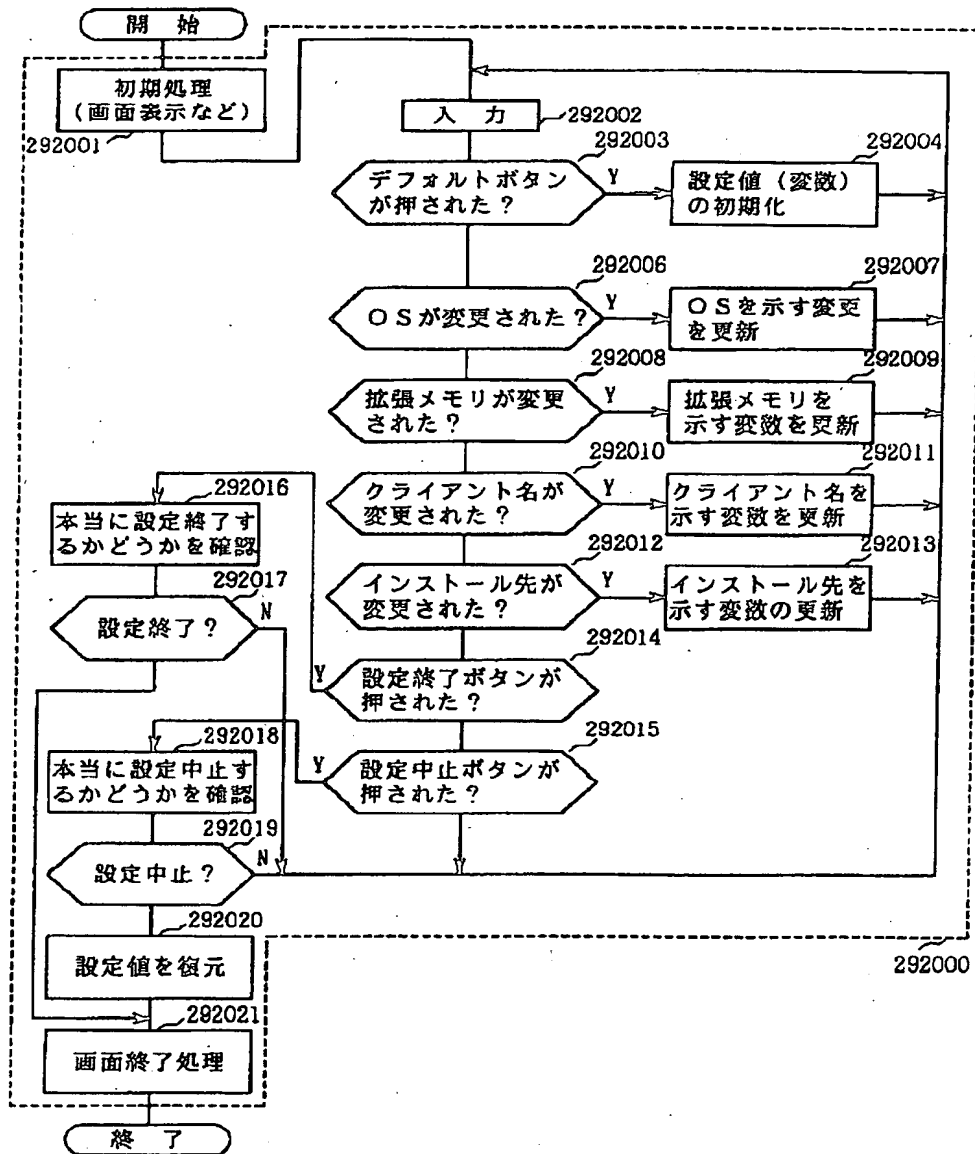 開 始
初期処理
(画面表示など)
292001
入 力
292002
292003
デフォルトボタン
が押された?
Y
292004
設定値(変数)
の初期化
292006
OSが変更された?
Y
292007
OSを示す変更
を更新
292008
拡張メモリが変更
された?
Y
292009
拡張メモリを
示す変数を更新
292010
クライアント名が
変更された?
Y
292011
クライアント名を
示す変数を更新
292012
インストール先が
変更された?
Y
292013
インストール先を
示す変数の更新
292014
設定終了ボタンが
押された?
Y
292015
設定中止ボタンが
押された?
Y
292016
本当に設定終了す
るかどうかを確認
292017
設定終了?
N
292018
本当に設定中止す
るかどうかを確認
292019
設定中止?
N
292020
設定値を復元
292021
画面終了処理
292000
終 了